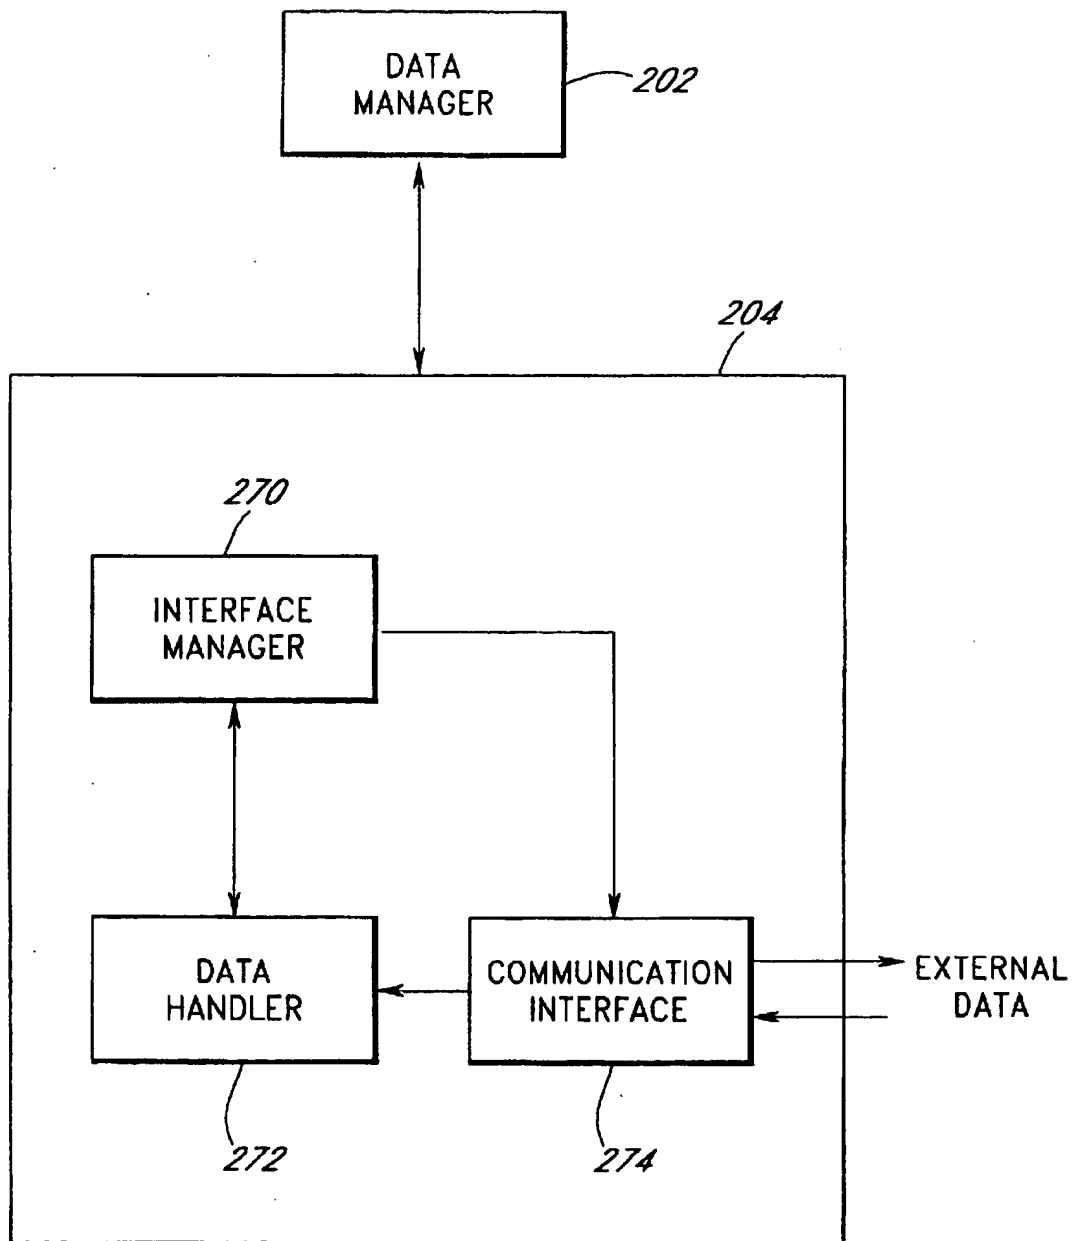 DATA
MANAGER
202
204
270
INTERFACE
MANAGER
DATA
HANDLER
COMMUNICATION
INTERFACE
EXTERNAL
DATA
272
274